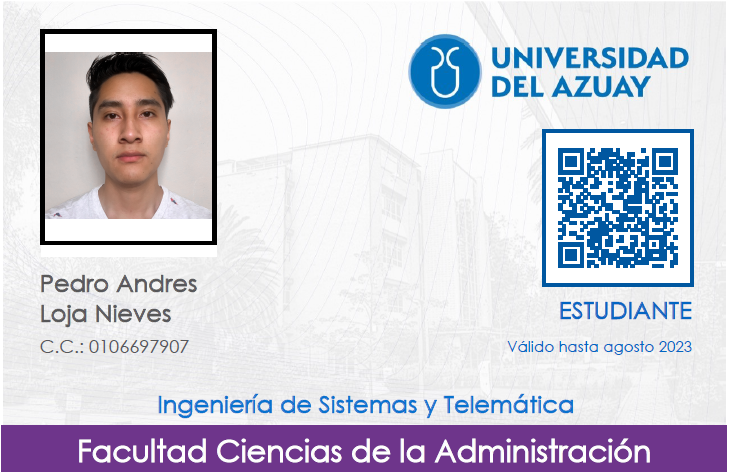 UNIVERSIDAD
DEL AZUAY
Pedro Andres
Loja Nieves
C.C.: 0106697907
ESTUDIANTE
Válido hasta agosto 2023
Ingeniería de Sistemas y Telemática
Facultad Ciencias de la Administración